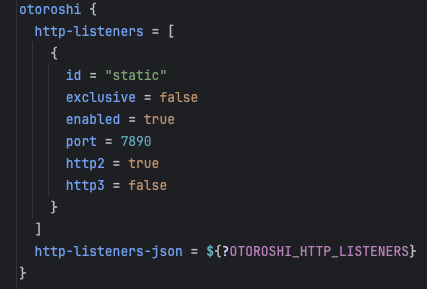 otoroshi {
  http-listeners = [
    {
      id = "static"
      exclusive = false
      enabled = true
      port = 7890
      http2 = true
      http3 = false
    }
  ]
  http-listeners-json = ${?OTOROSHI_HTTP_LISTENERS}
}